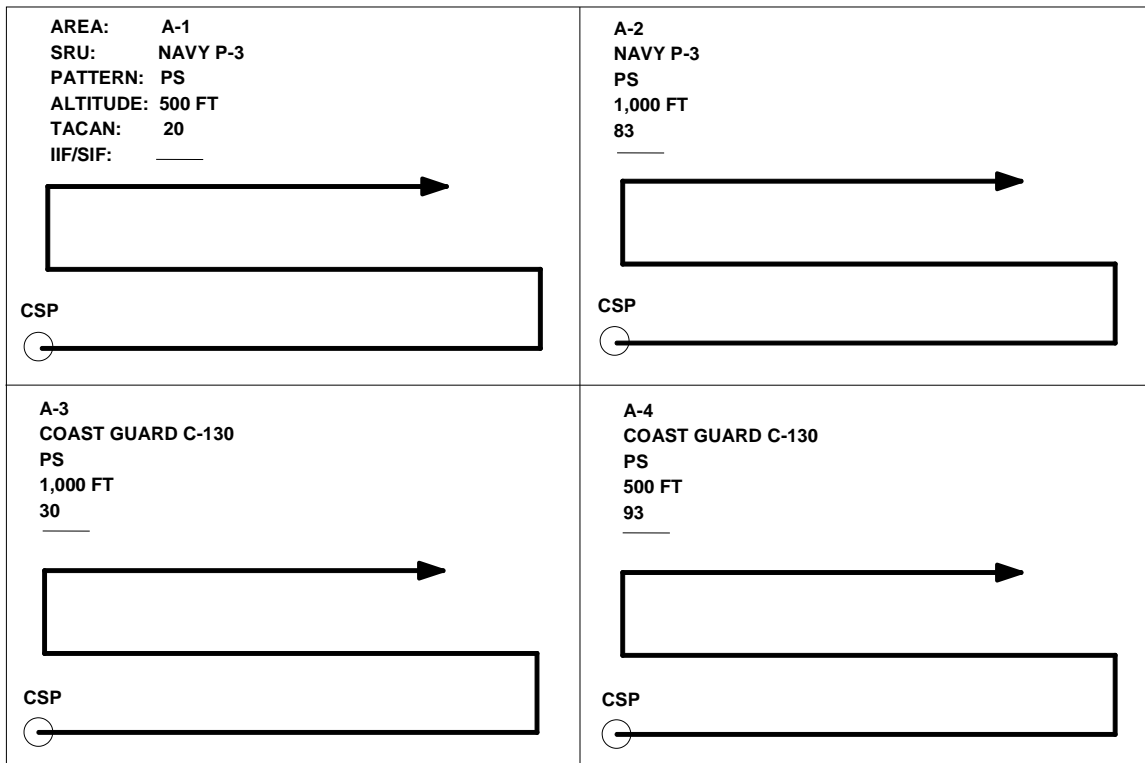 AREA: A-1
SRU: NAVY P-3
PATTERN: PS
ALTITUDE: 500 FT
TACAN: 20
IIF/SIF:
CSP
A-2
NAVY P-3
PS
1,000 FT
83
CSP
A-3
COAST GUARD C-130
PS
1,000 FT
30
CSP
A-4
COAST GUARD C-130
PS
500 FT
93
CSP